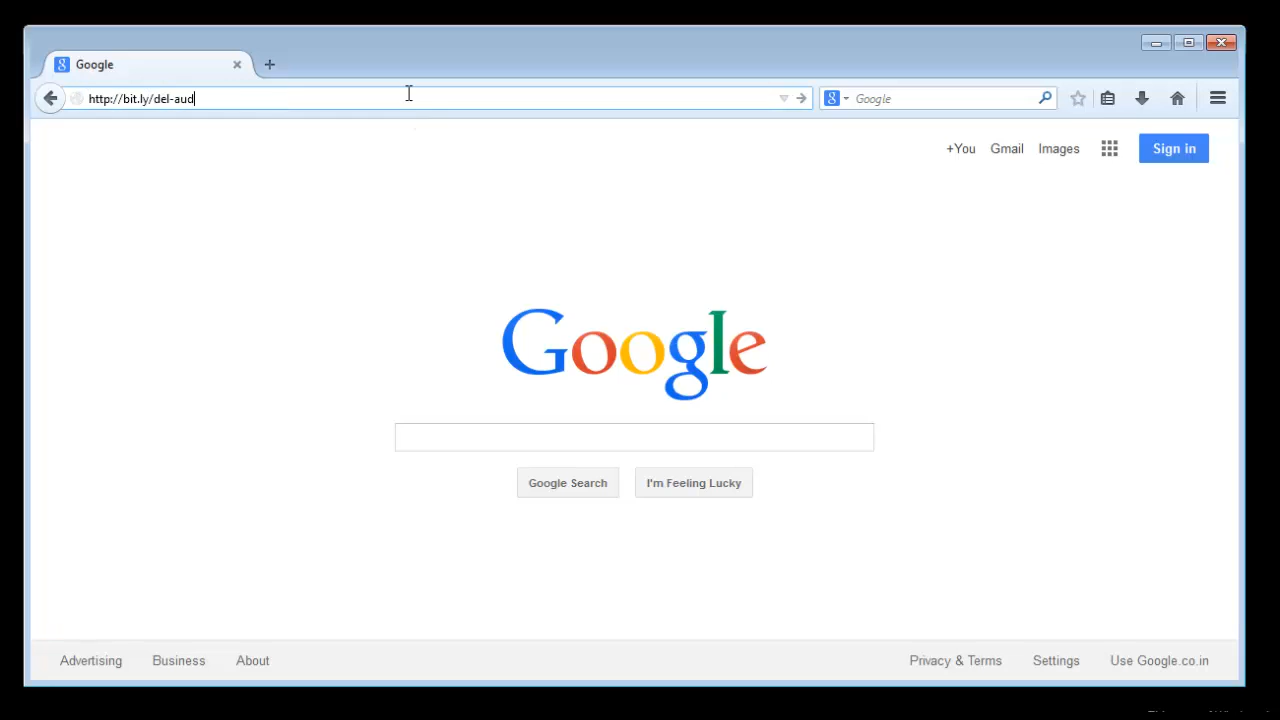 Google
http://bit.ly/del-aud
Google
+You Gmail Images Sign in
Google
Google Search I'm Feeling Lucky
Advertising Business About Privacy & Terms Settings Use Google.co.in